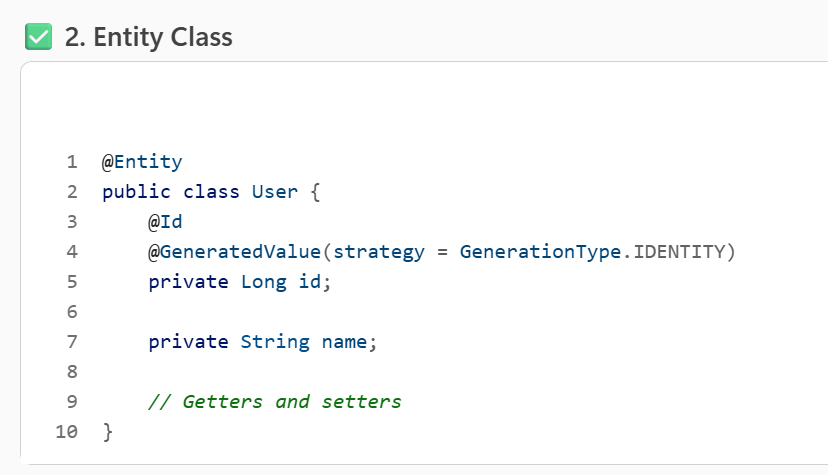 ✅ 2. Entity Class
1 @Entity
2 public class User {
3     @Id
4     @GeneratedValue(strategy = GenerationType.IDENTITY)
5     private Long id;
6
7     private String name;
8
9     // Getters and setters
10 }